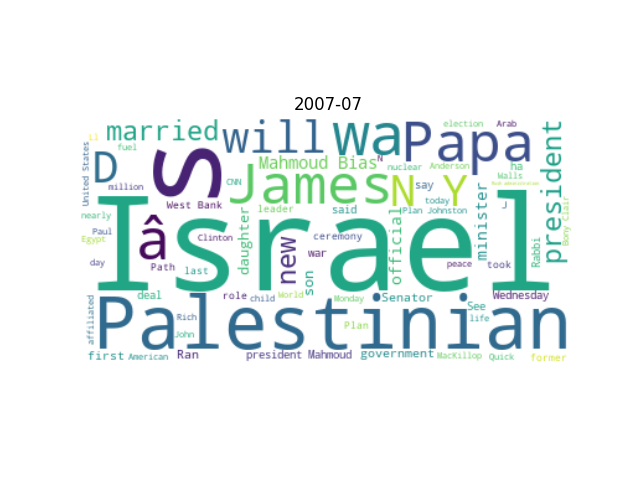 2007-07
married
will
wa
Papa
election
Arab
president
United States
Ll
fuel
D
S
Mahmoud Bias
N
nuclear
Anderson
ha
Walls
million
CNN
James
N
Y
say
today
West Bank
leader
said
Plan Johnston
official
minister
Rabbi
Bony Clair
nearly
Paul
Egypt
day
â
Clinton
ceremony
daughter
new
war
peace
took
Path
last
Israel
deal
role
child
son
World
Monday
Senator
See
life
Wednesday
affiliated
Rich
John
Plan
Palestinian
first
American
Ran
president Mahmoud
government
MacKillop
Quick
former